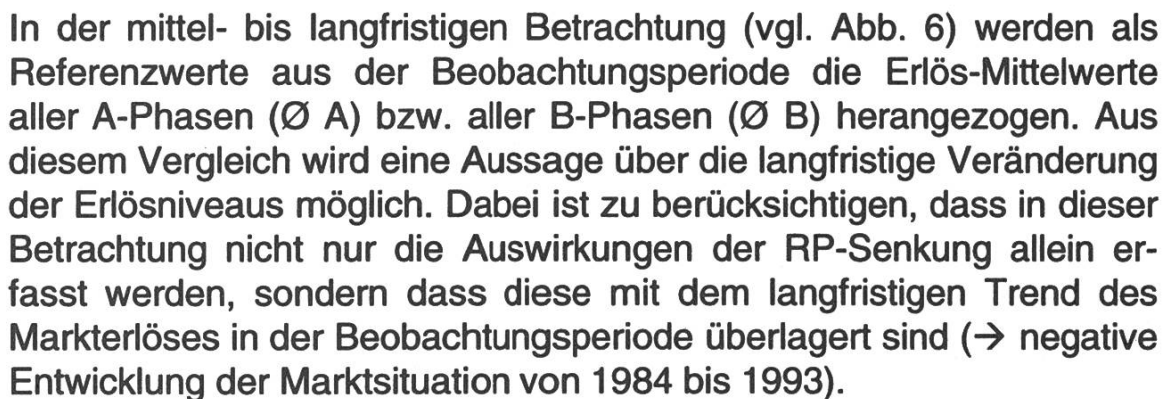 In der mittel- bis langfristigen Betrachtung (vgl. Abb. 6) werden als
Referenzwerte aus der Beobachtungsperiode die Erlös-Mittelwerte
aller A-Phasen (Ø A) bzw. aller B-Phasen (Ø B) herangezogen. Aus
diesem Vergleich wird eine Aussage über die langfristige Veränderung
der Erlösniveaus möglich. Dabei ist zu berücksichtigen, dass in dieser
Betrachtung nicht nur die Auswirkungen der RP-Senkung allein er-
fasst werden, sondern dass diese mit dem langfristigen Trend des
Markterlöses in der Beobachtungsperiode überlagert sind (→ negative
Entwicklung der Marktsituation von 1984 bis 1993).